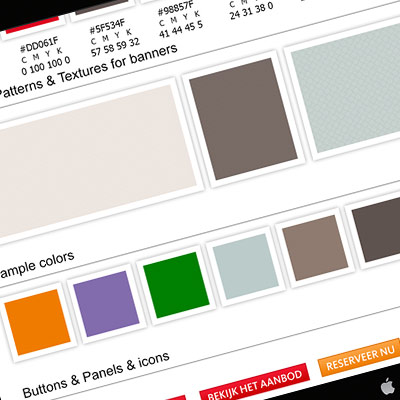 #DD061F
C M Y K
0 100 100 0
#5F534F
C M Y K
57 58 59 32
#98857F
C M Y K
41 44 45 5
C M Y K
24 31 38 0
Patterns & Textures for banners
ample colors
Buttons & Panels & icons
BEKIJK HET AANBOD
RESERVEER NU